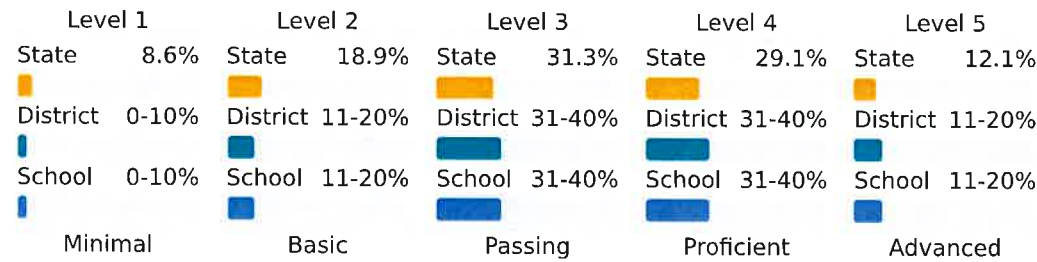 Level 1 Level 2 Level 3 Level 4 Level 5
State 8.6% State 18.9% State 31.3% State 29.1% State 12.1%
District 0-10% District 11-20% District 31-40% District 31-40% District 11-20%
School 0-10% School 11-20% School 31-40% School 31-40% School 11-20%
Minimal Basic Passing Proficient Advanced